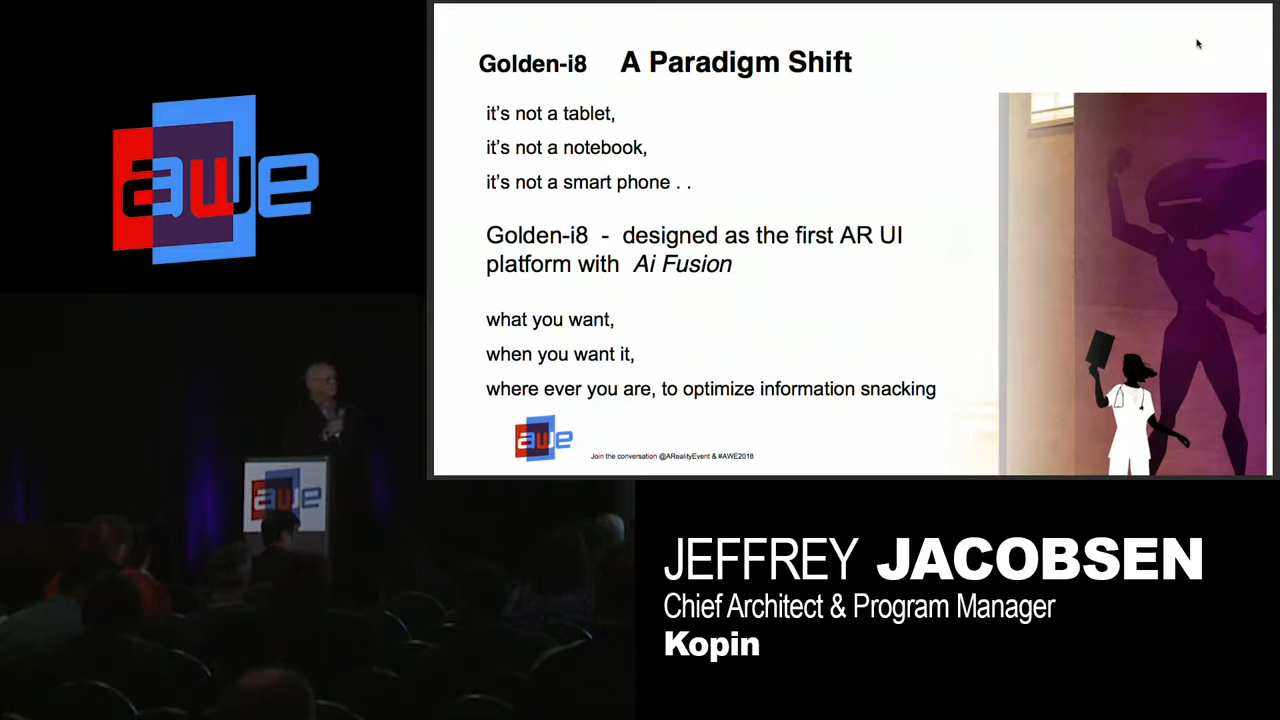 awe
Golden-i8 A Paradigm Shift
it's not a tablet,
it's not a notebook,
it's not a smart phone . .
Golden-i8 - designed as the first AR UI
platform with Ai Fusion
what you want,
when you want it,
where ever you are, to optimize information snacking
awe
Join the conversation @ARealityEvent & #AWE2018
awe
JEFFREY JACOBSEN
Chief Architect & Program Manager
Kopin